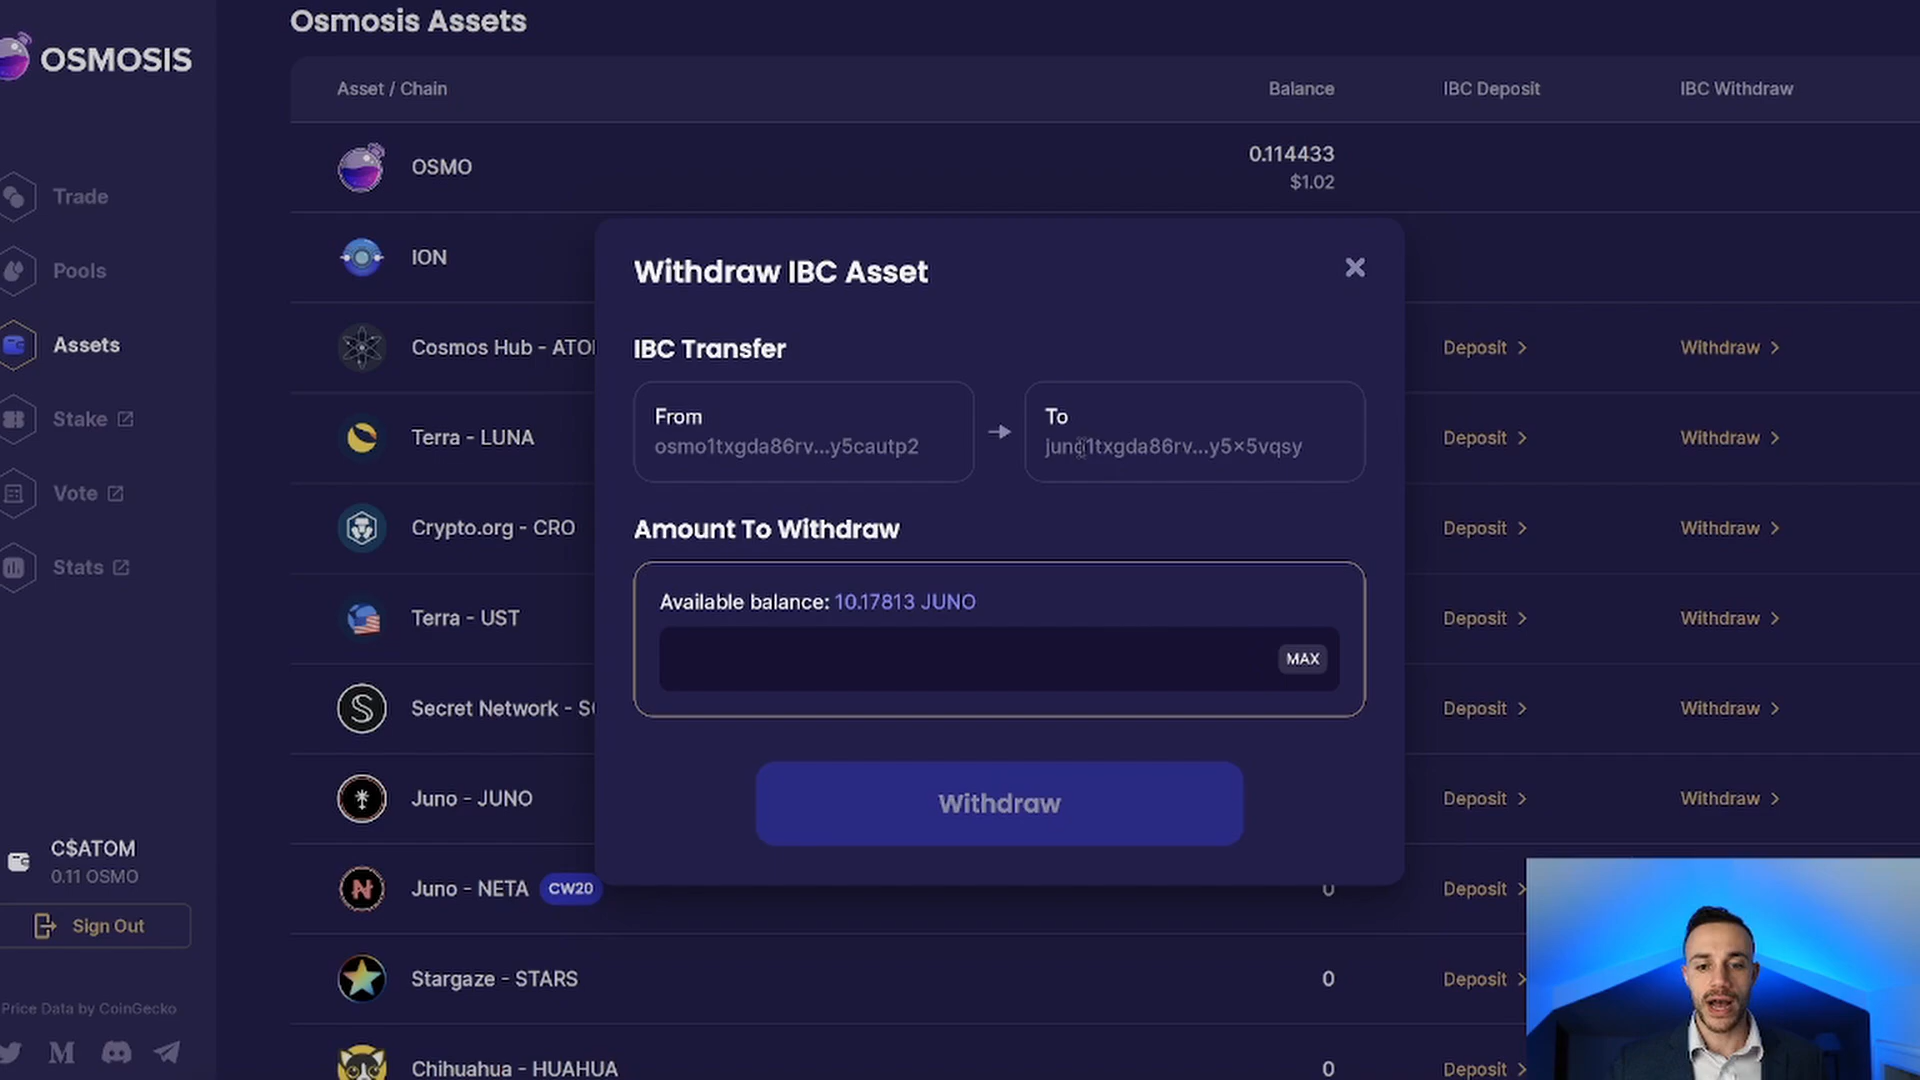 Osmosis Assets
OSMOSIS
Asset / Chain
Balance
IBC Deposit
IBC Withdraw
OSMO
0.114433
$1.02
Trade
ION
Pools
Withdraw IBC Asset
Assets
Cosmos Hub - ATO
Deposit >
Withdraw >
IBC Transfer
From
osmo1txgda86rv...y5cautp2
To
juno1txgda86rv...y5x5vqsy
Stake
Terra - LUNA
Deposit >
Withdraw >
Vote
Crypto.org - CRO
Deposit >
Withdraw >
Amount To Withdraw
Stats
Available balance: 10.17813 JUNO
MAX
Terra - UST
Deposit >
Withdraw >
Secret Network - S
Deposit >
Withdraw >
Withdraw
Juno - JUNO
Deposit >
Withdraw >
C$ATOM
0.11 OSMO
Juno - NETA CW20
0
Deposit >
Sign Out
Stargaze - STARS
0
Deposit >
Price Data by CoinGecko
Chihuahua - HUAHUA
0
Deposit >